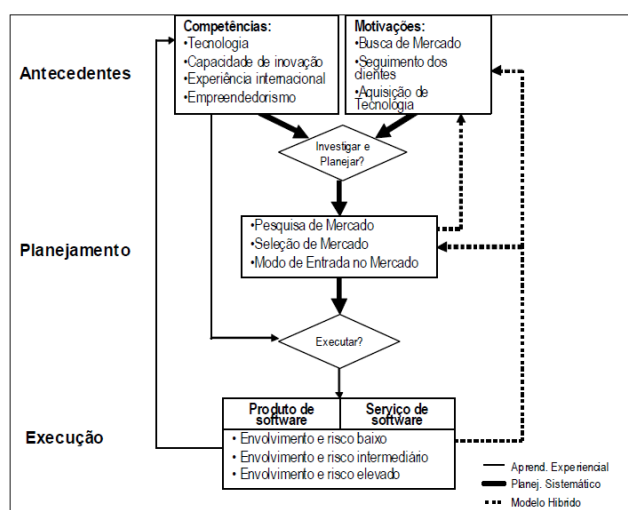 Competências:
•Tecnologia
•Capacidade de inovação
•Experiência internacional
•Empreendedorismo
Motivações:
•Busca de Mercado
•Seguimento dos
clientes
•Aquisição de
Tecnologia
Antecedentes
Investigar e
Planejar?
Planejamento
•Pesquisa de Mercado
•Seleção de Mercado
•Modo de Entrada no Mercado
Executar?
Execução
Produto de
software
Serviço de
software
• Envolvimento e risco baixo
• Envolvimento e risco intermediário
• Envolvimento e risco elevado
Aprend. Experiencial
Planej. Sistemático
Modelo Hibrido